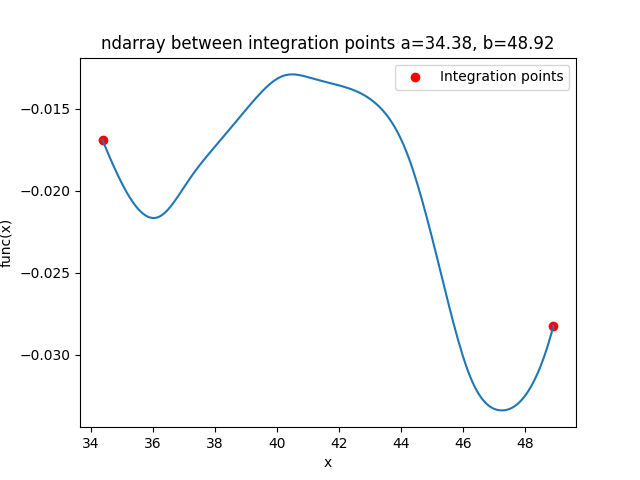 ndarray between integration points a=34.38, b=48.92
Integration points
−0.015
−0.020
−0.025
−0.030
func(x)
34 36 38 40 42 44 46 48
x